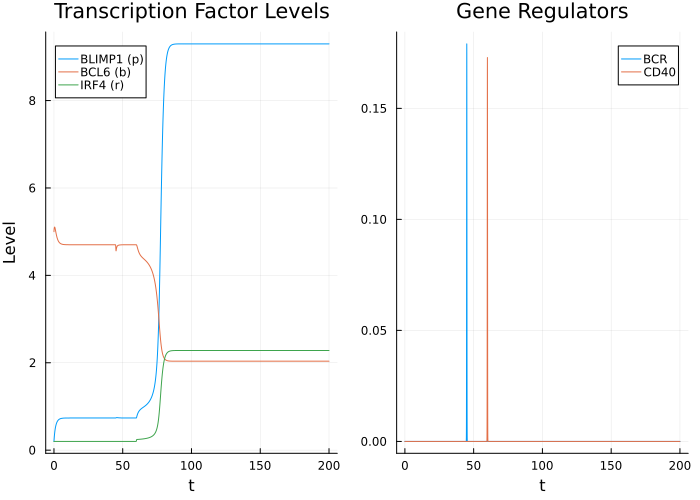 Transcription Factor Levels
BLIMP1 (p)
BCL6 (b)
IRF4 (r)
Level
8
6
4
2
0
0
50
100
150
200
t
Gene Regulators
BCR
CD40
0.15
0.10
0.05
0.00
0
50
100
150
200
t